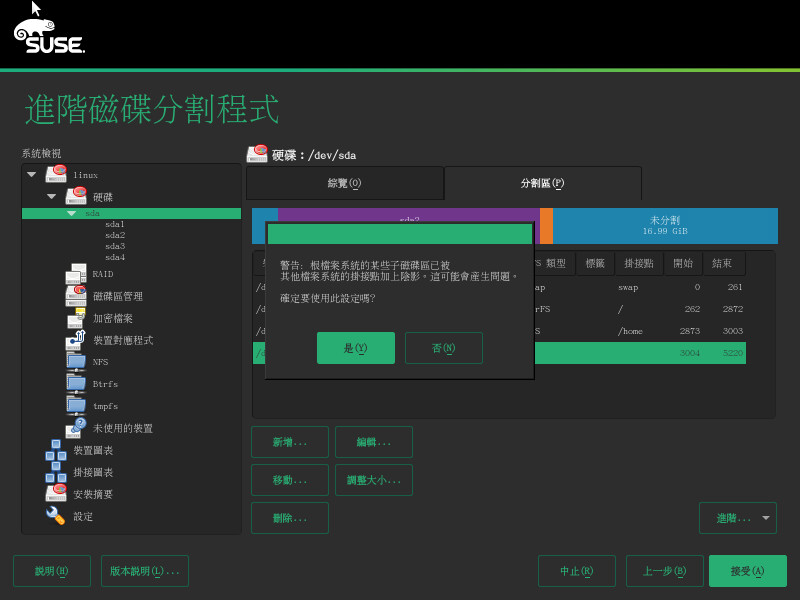 SUSE.
進階磁碟分割程式
系統檢視
linux
硬碟
sda
sda1
sda2
sda3
sda4
RAID
磁碟區管理
加密檔案
裝置對應程式
NFS
Btrfs
tmpfs
未使用的裝置
裝置圖表
掛接圖表
安裝摘要
設定
硬碟：/dev/sda
綜覽(O)
分割區(P)
未分割
16.99 GiB
FS 類型 標籤 掛接點 開始 結束
swap 0 261
/ 262 2872
/home 2873 3003
3004 5220
警告: 根檔案系統的某些子磁碟區已被
其他檔案系統的掛接點加上陰影。這可能會產生問題。
確定要使用此設定嗎?
是(Y)
否(N)
新增...
編輯...
移動...
調整大小...
刪除...
進階...
說明(H)
版本說明(L)...
中止(R)
上一步(B)
接受(A)